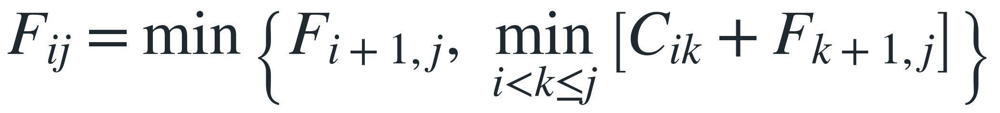 F_{ij} = min { F_{i+1,j}, min_{i<k≤j} [C_{ik} + F_{k+1,j}] }